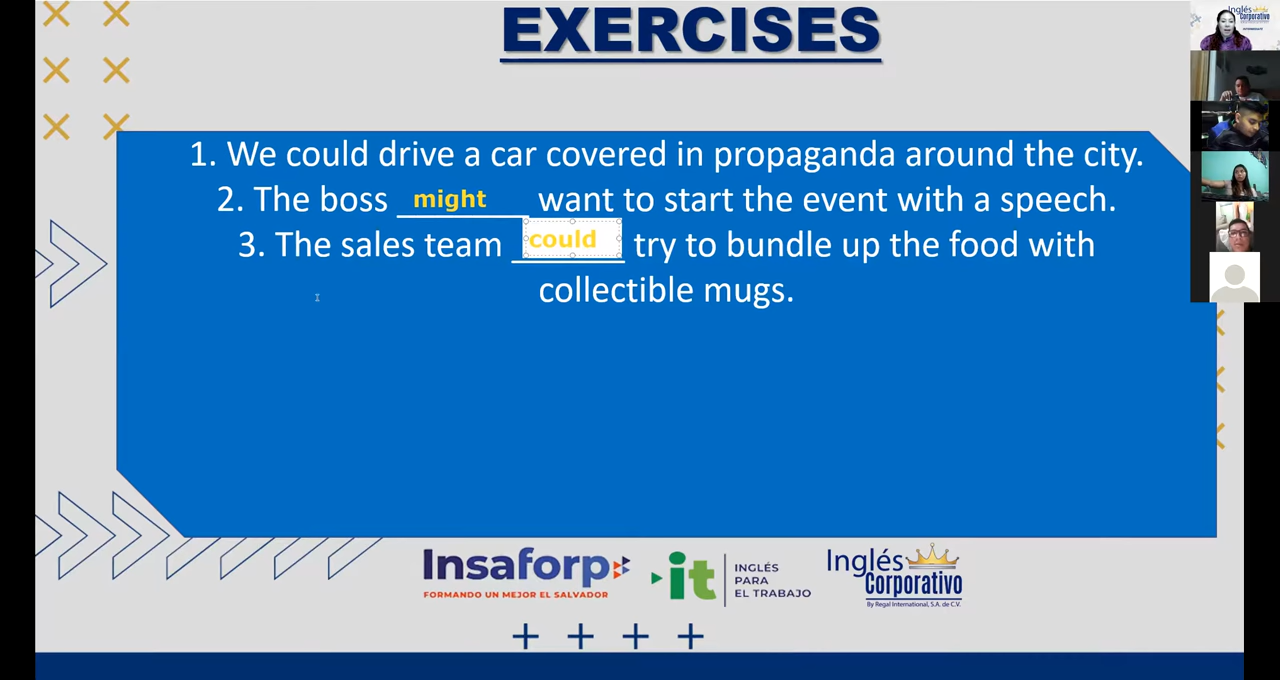 EXERCISES
1. We could drive a car covered in propaganda around the city.
2. The boss might want to start the event with a speech.
3. The sales team could try to bundle up the food with
collectible mugs.
Insaforp
FORMANDO UN MEJOR EL SALVADOR
it
INGLÉS
PARA
EL TRABAJO
Inglés
Corporativo
By Regal International, S.A. de C.V.
Inglés
Corporativo